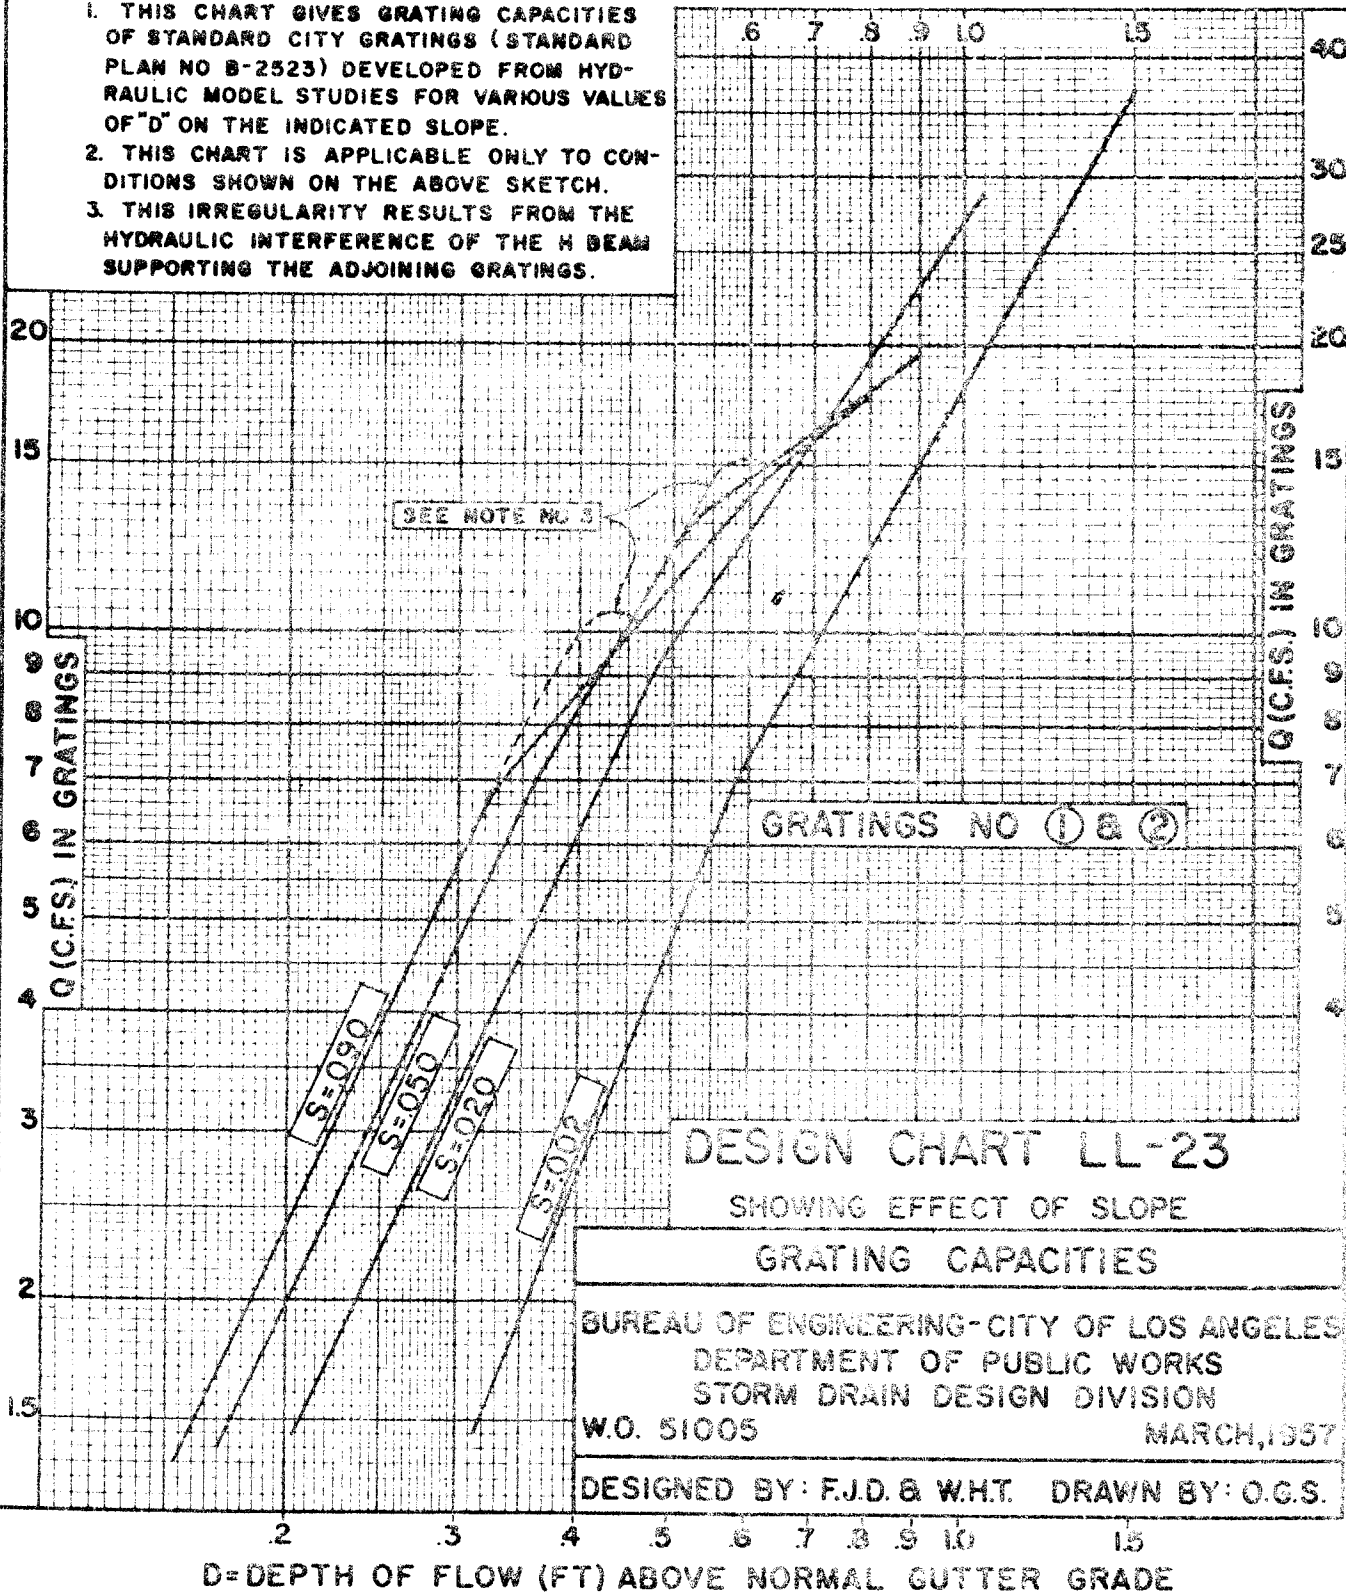 1. THIS CHART GIVES GRATING CAPACITIES
OF STANDARD CITY GRATINGS (STANDARD
PLAN NO B-2523) DEVELOPED FROM HYD-
RAULIC MODEL STUDIES FOR VARIOUS VALUES
OF "D" ON THE INDICATED SLOPE.
2. THIS CHART IS APPLICABLE ONLY TO CON-
DITIONS SHOWN ON THE ABOVE SKETCH.
3. THIS IRREGULARITY RESULTS FROM THE
HYDRAULIC INTERFERENCE OF THE H BEAM
SUPPORTING THE ADJOINING GRATINGS.
.6 .7 .8 .9 1.0 1.5
40
30
25
20
15
10
9
8
7
6
5
4
Q (C.F.S.) IN GRATINGS
20
15
10
9
8
7
6
5
4
3
2
1.5
Q (C.F.S.) IN GRATINGS
SEE NOTE NO 3
GRATINGS NO ① & ②
S=.090
S=.050
S=.020
S=.002
DESIGN CHART LL-23
SHOWING EFFECT OF SLOPE
GRATING CAPACITIES
BUREAU OF ENGINEERING-CITY OF LOS ANGELES
DEPARTMENT OF PUBLIC WORKS
STORM DRAIN DESIGN DIVISION
W.O. 51005 MARCH, 1957
DESIGNED BY: F.J.D. & W.H.T. DRAWN BY: O.G.S.
.2 .3 .4 .5 .6 .7 .8 .9 1.0 1.5
D=DEPTH OF FLOW (FT) ABOVE NORMAL GUTTER GRADE